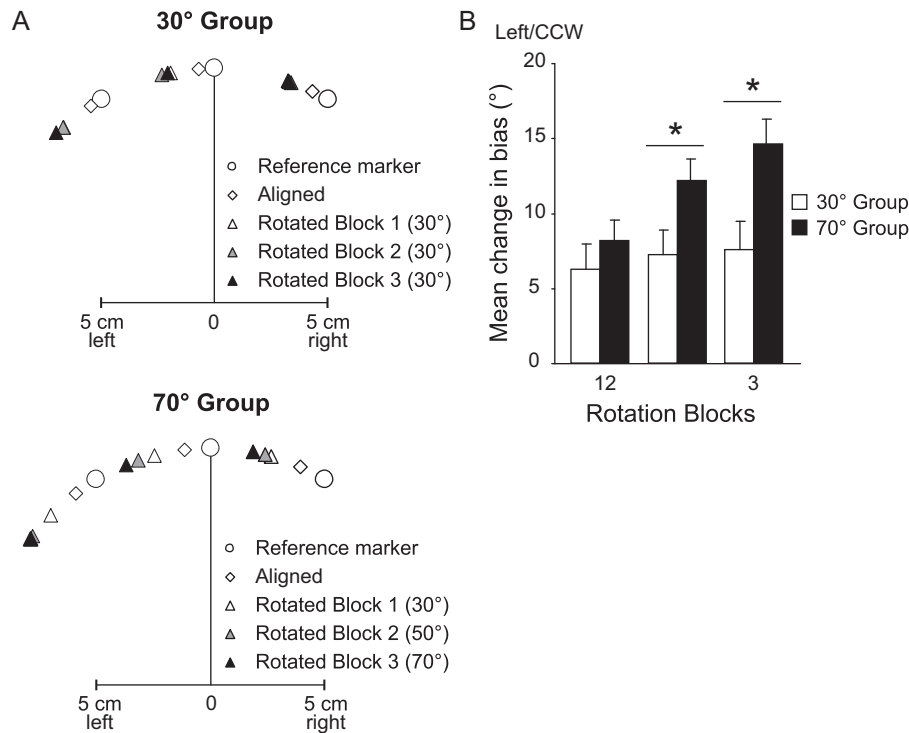 A
30° Group
Reference marker
Aligned
Rotated Block 1 (30°)
Rotated Block 2 (30°)
Rotated Block 3 (30°)
5 cm left
0
5 cm right
70° Group
Reference marker
Aligned
Rotated Block 1 (30°)
Rotated Block 2 (50°)
Rotated Block 3 (70°)
5 cm left
0
5 cm right
B
Left/CCW
Mean change in bias (°)
20
15
10
5
0
*
*
12
3
Rotation Blocks
30° Group
70° Group